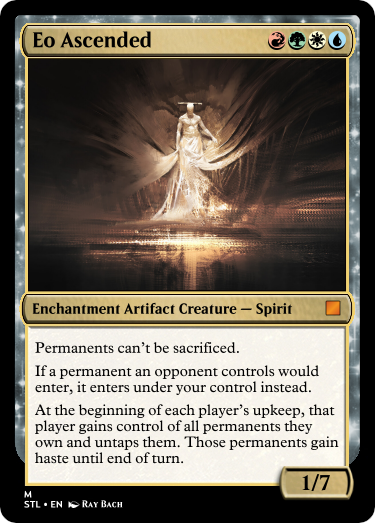 Eo Ascended
Enchantment Artifact Creature — Spirit
Permanents can't be sacrificed.
If a permanent an opponent controls would
enter, it enters under your control instead.
At the beginning of each player's upkeep, that
player gains control of all permanents they
own and untaps them. Those permanents gain
haste until end of turn.
1/7
M
STL • EN Ray Bach